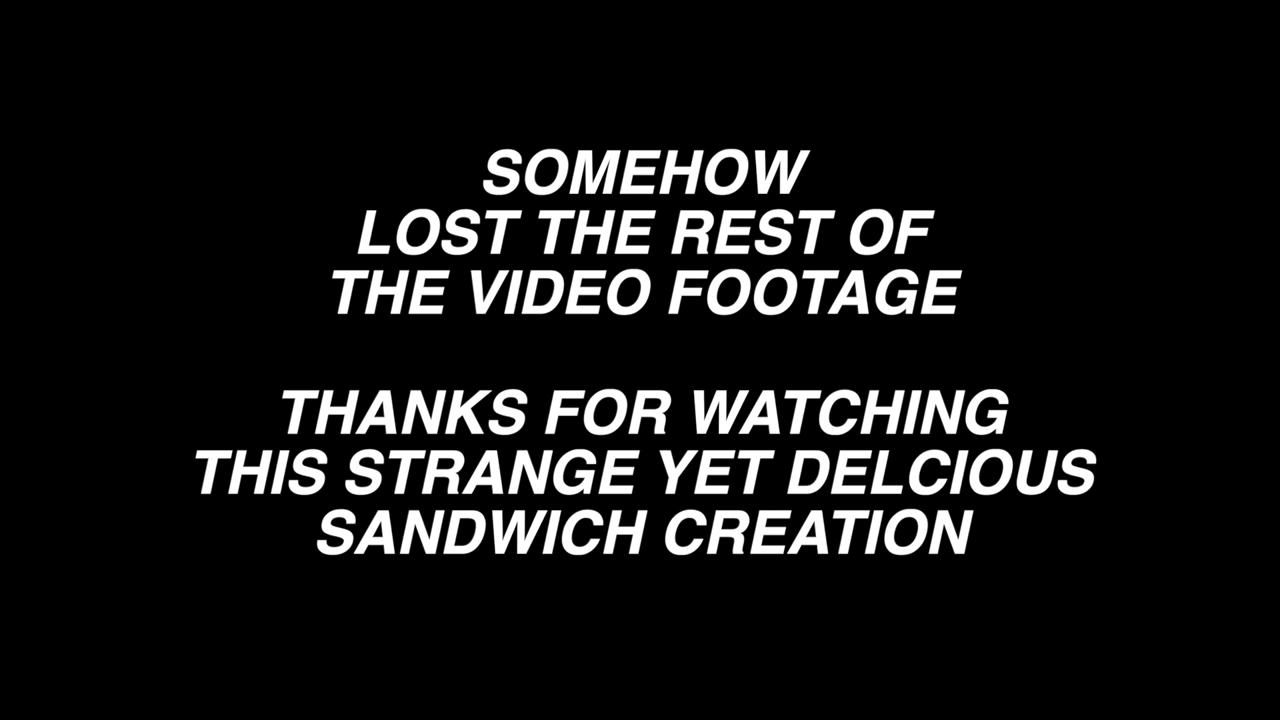 SOMEHOW
LOST THE REST OF
THE VIDEO FOOTAGE
THANKS FOR WATCHING
THIS STRANGE YET DELCIOUS
SANDWICH CREATION